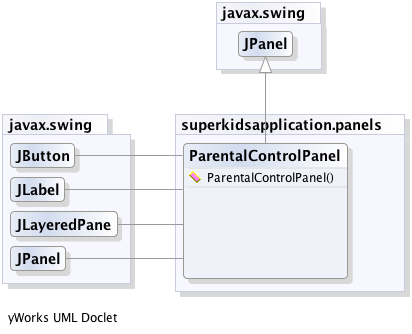 javax.swing
JPanel
javax.swing
JButton
JLabel
JLayeredPane
JPanel
superkidsapplication.panels
ParentalControlPanel
ParentalControlPanel()
yWorks UML Doclet